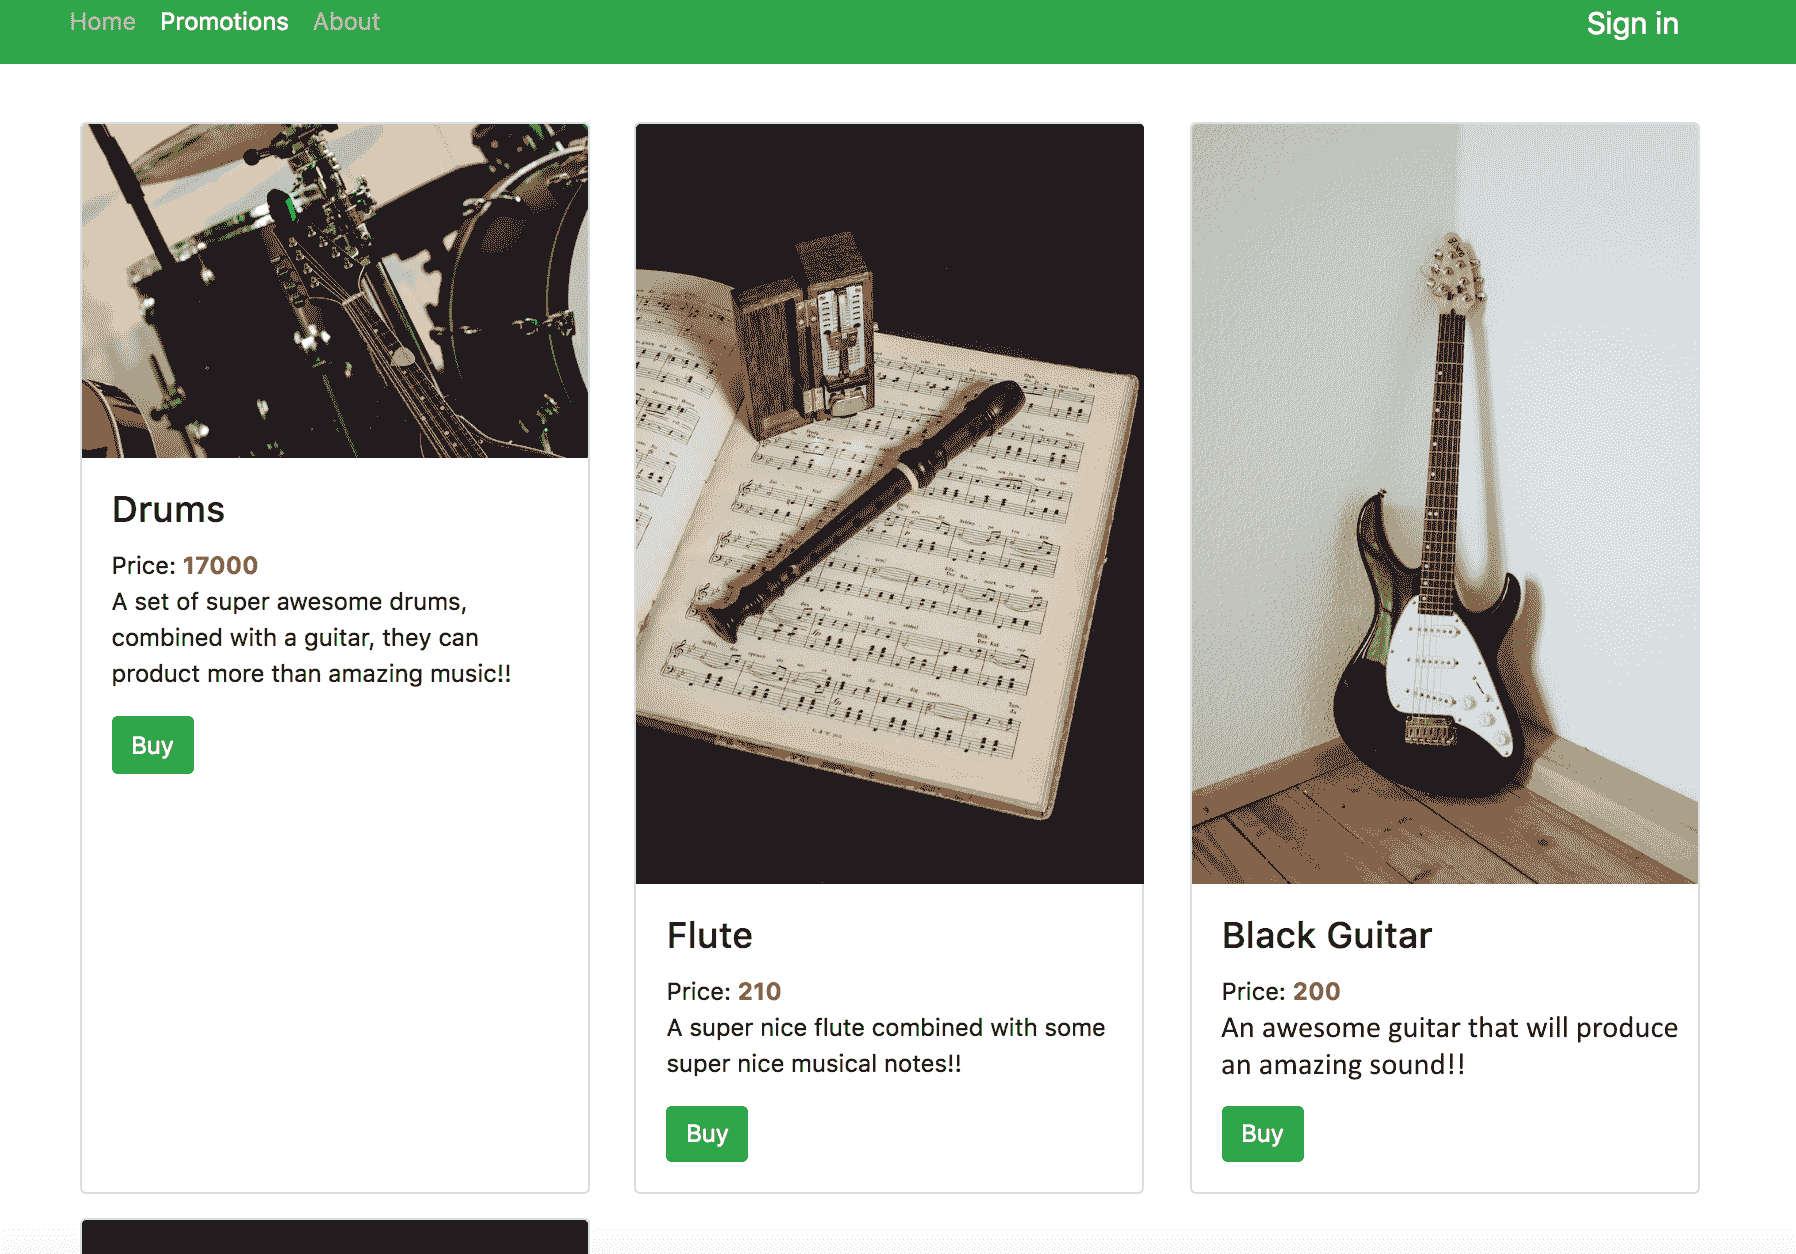 Home Promotions About Sign in
Drums
Price: 17000
A set of super awesome drums,
combined with a guitar, they can
product more than amazing music!!
Buy
Flute
Price: 210
A super nice flute combined with some
super nice musical notes!!
Buy
Black Guitar
Price: 200
An awesome guitar that will produce
an amazing sound!!
Buy